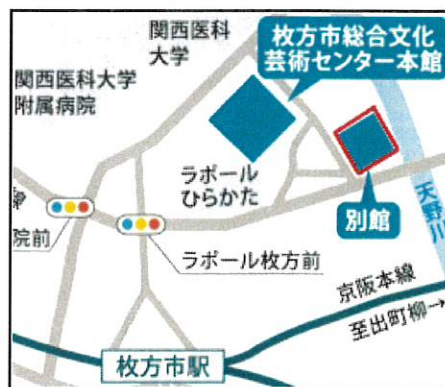 関西医科
大学
枚方市総合文化
芸術センター本館
関西医科大学
附属病院
ラポール
ひらかた
別館
天野川
院前
ラポール枚方前
京阪本線
至出町柳→
枚方市駅